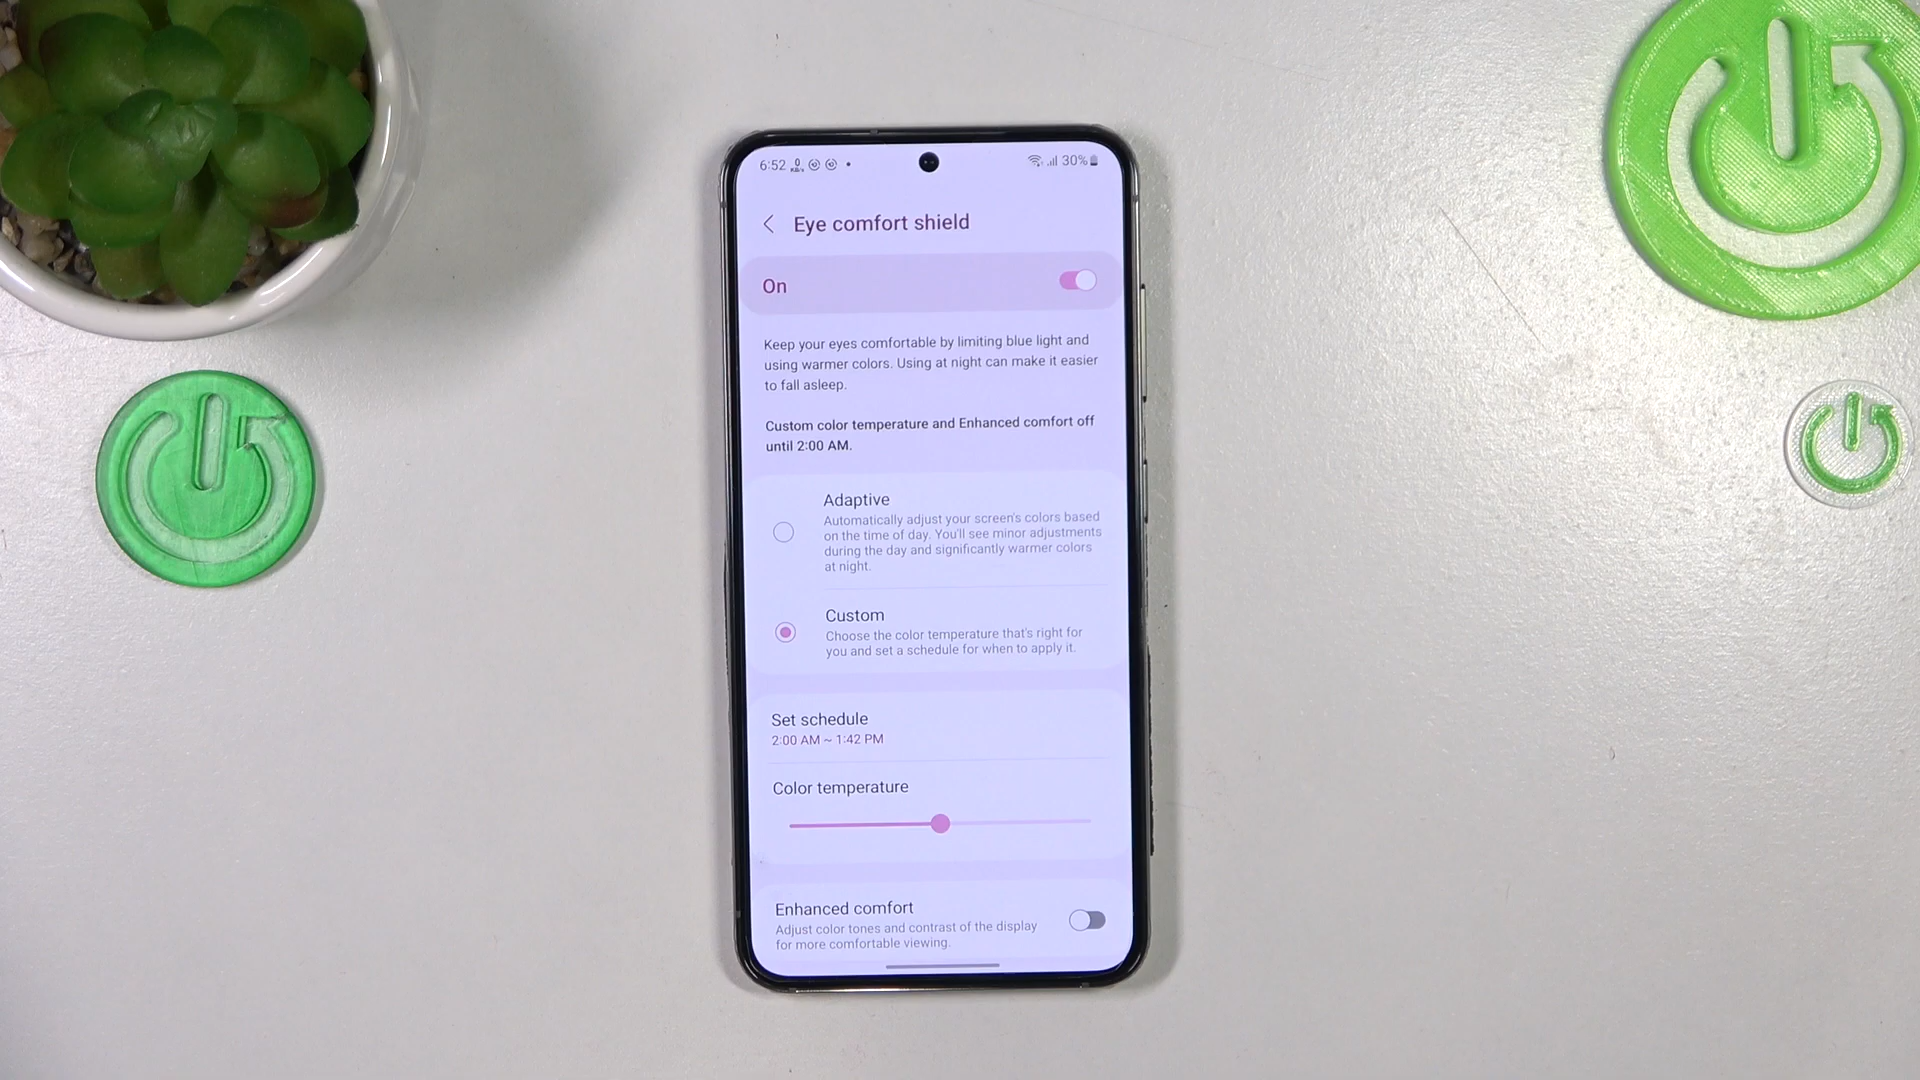 6:52
30%
Eye comfort shield
On
Keep your eyes comfortable by limiting blue light and
using warmer colors. Using at night can make it easier
to fall asleep.
Custom color temperature and Enhanced comfort off
until 2:00 AM.
Adaptive
Automatically adjust your screen's colors based
on the time of day. You'll see minor adjustments
during the day and significantly warmer colors
at night.
Custom
Choose the color temperature that's right for
you and set a schedule for when to apply it.
Set schedule
2:00 AM ~ 1:42 PM
Color temperature
Enhanced comfort
Adjust color tones and contrast of the display
for more comfortable viewing.